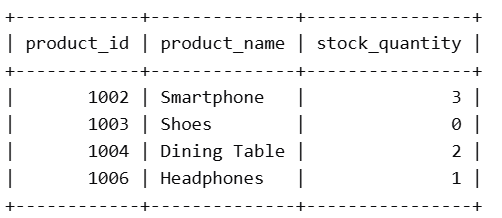 +------------+--------------+----------------+
| product_id | product_name | stock_quantity |
+------------+--------------+----------------+
|       1002 | Smartphone   |              3 |
|       1003 | Shoes        |              0 |
|       1004 | Dining Table |              2 |
|       1006 | Headphones   |              1 |
+------------+--------------+----------------+